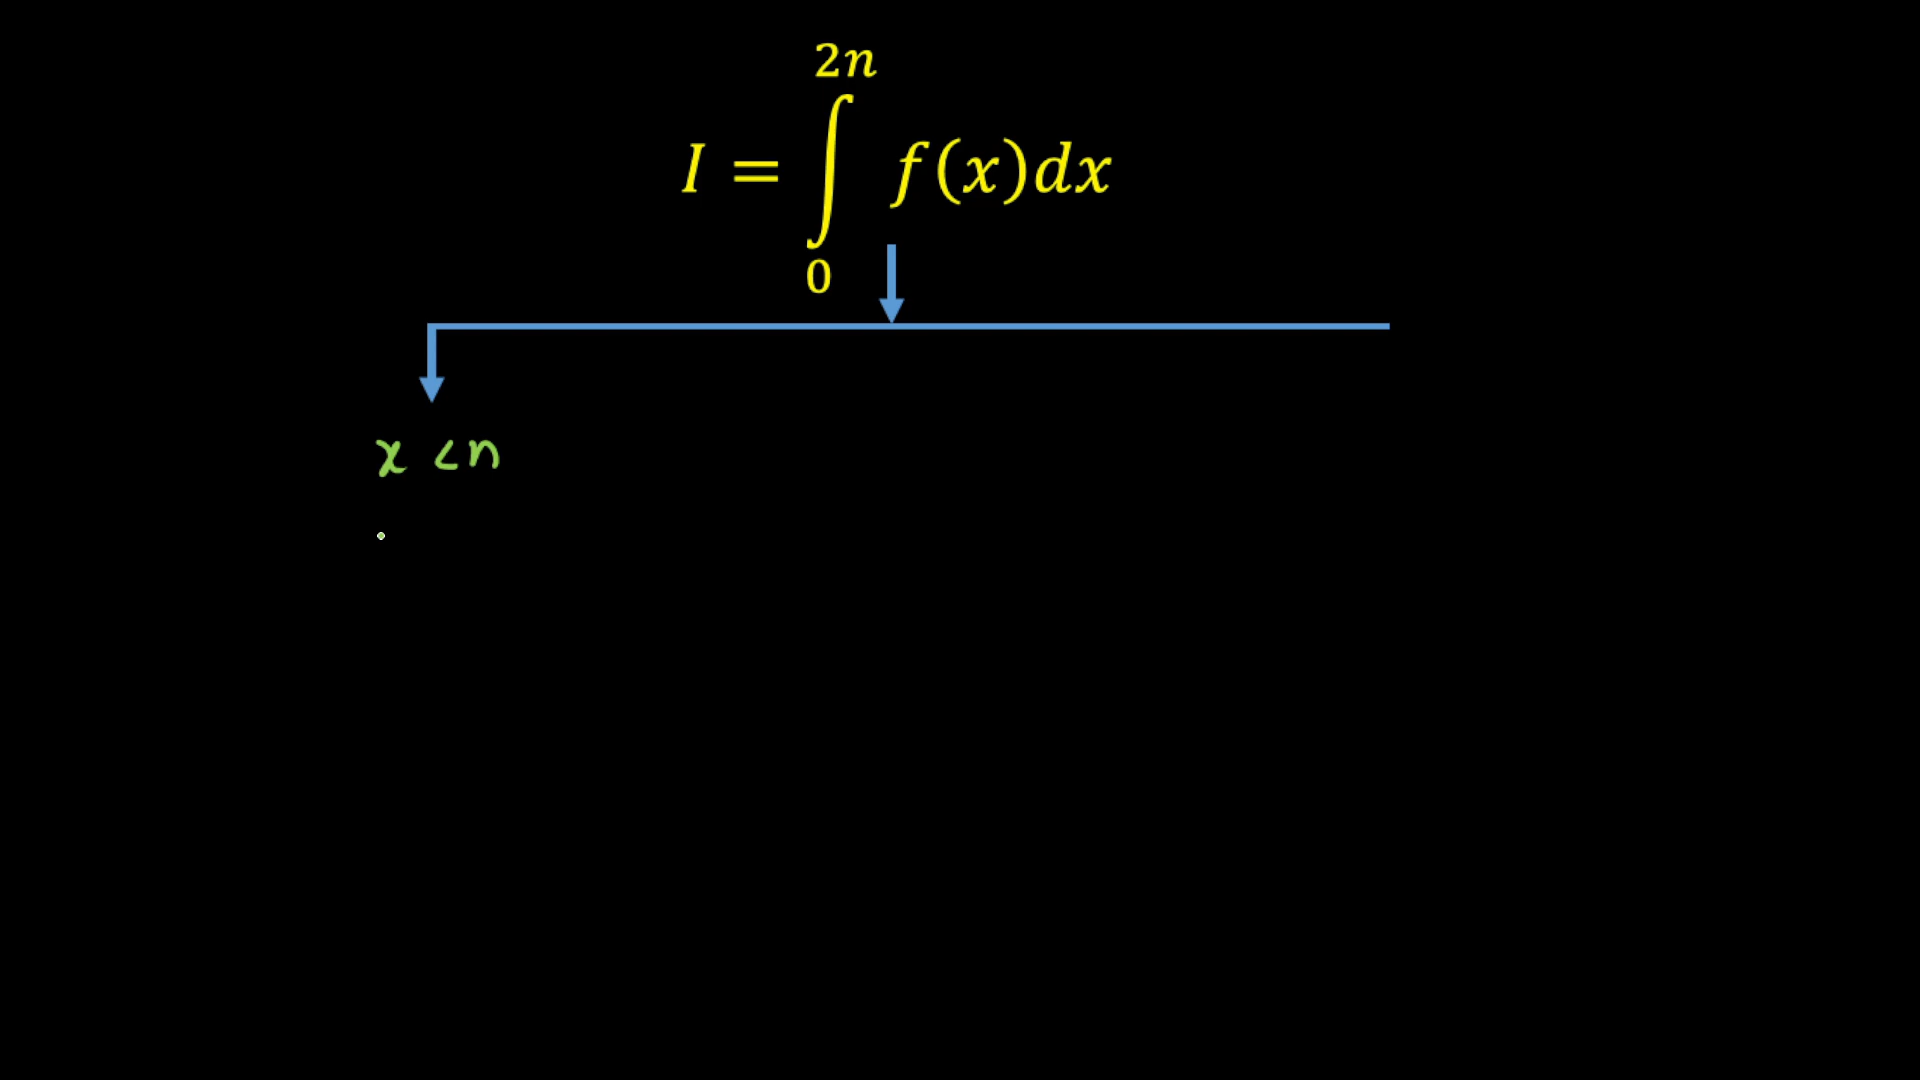 2n
I = ∫ f(x)dx
0
x < n